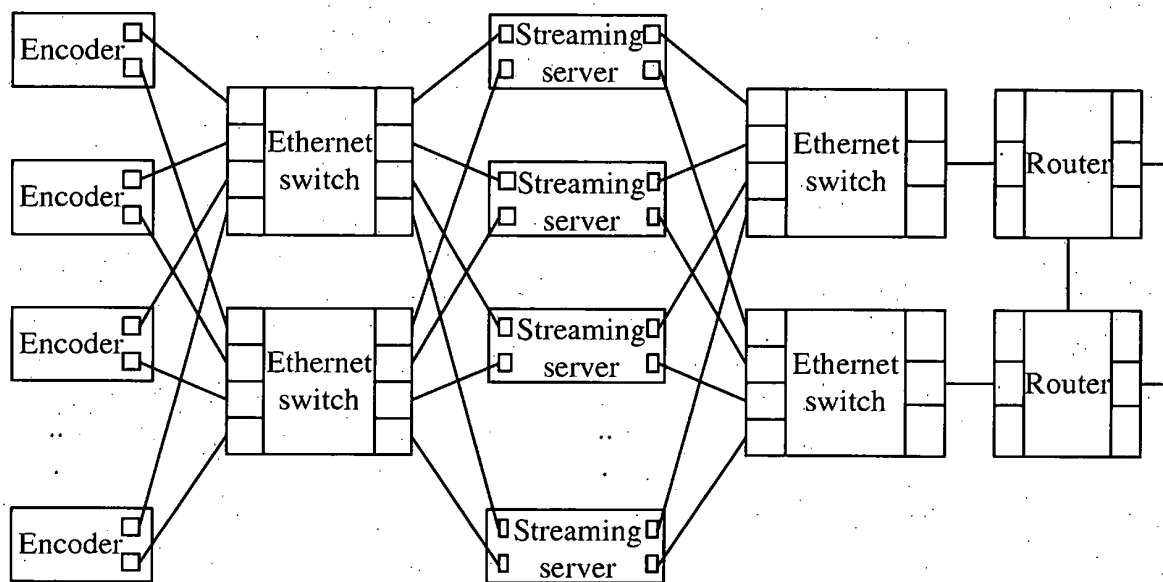 Encoder
Encoder
Encoder
Encoder
Ethernet
switch
Ethernet
switch
Streaming
server
Streaming
server
Streaming
server
Streaming
server
Ethernet
switch
Ethernet
switch
Router
Router